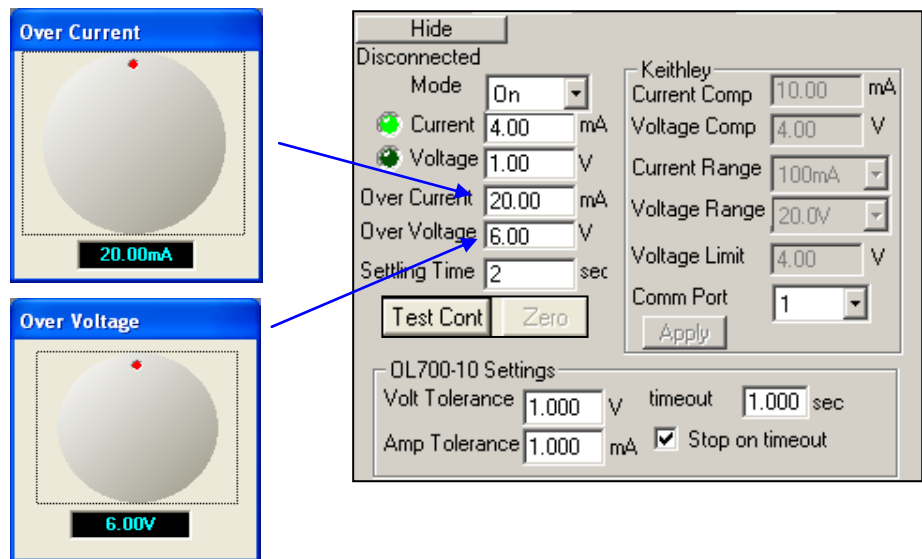 Over Current
20.00mA
Over Voltage
6.00V
Hide
Disconnected
Mode On
Current 4.00 mA
Voltage 1.00 V
Over Current 20.00 mA
Over Voltage 6.00 V
Settling Time 2 sec
Test Cont Zero
Keithley
Current Comp 10.00 mA
Voltage Comp 4.00 V
Current Range 100mA
Voltage Range 20.0V
Voltage Limit 4.00 V
Comm Port 1
Apply
OL700-10 Settings
Volt Tolerance 1.000 V timeout 1.000 sec
Amp Tolerance 1.000 mA Stop on timeout